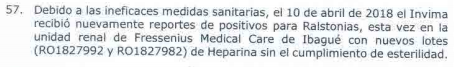 57. Debido a las ineficaces medidas sanitarias, el 10 de abril de 2018 el Invima
recibió nuevamente reportes de positivos para Ralstonias, esta vez en la
unidad renal de Fressenius Medical Care de Ibagué con nuevos lotes
(RO1827992 y RO1827982) de Heparina sin el cumplimiento de esterilidad.